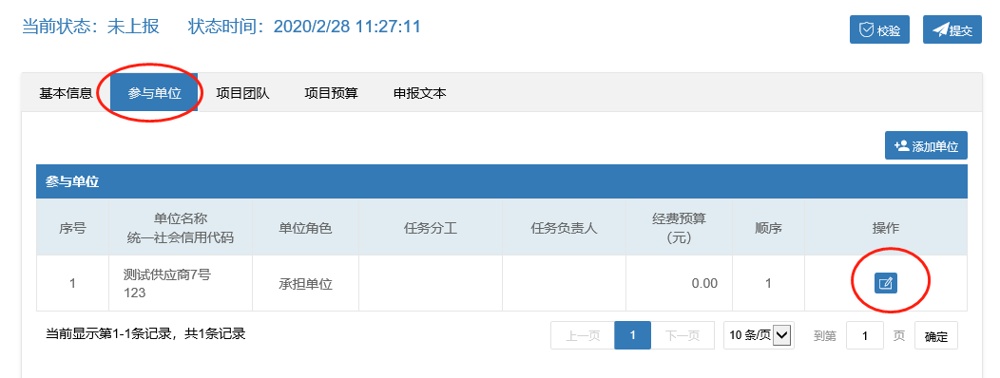 当前状态：未上报 状态时间：2020/2/28 11:27:11
校验 提交
基本信息 参与单位 项目团队 项目预算 申报文本
添加单位
参与单位
序号 单位名称 单位角色 任务分工 任务负责人 经费预算 顺序 操作
统一社会信用代码 （元）
1 测试供应商7号 承担单位 0.00 1
123
当前显示第1-1条记录，共1条记录 上一页 1 下一页 10 条/页 到第 1 页 确定